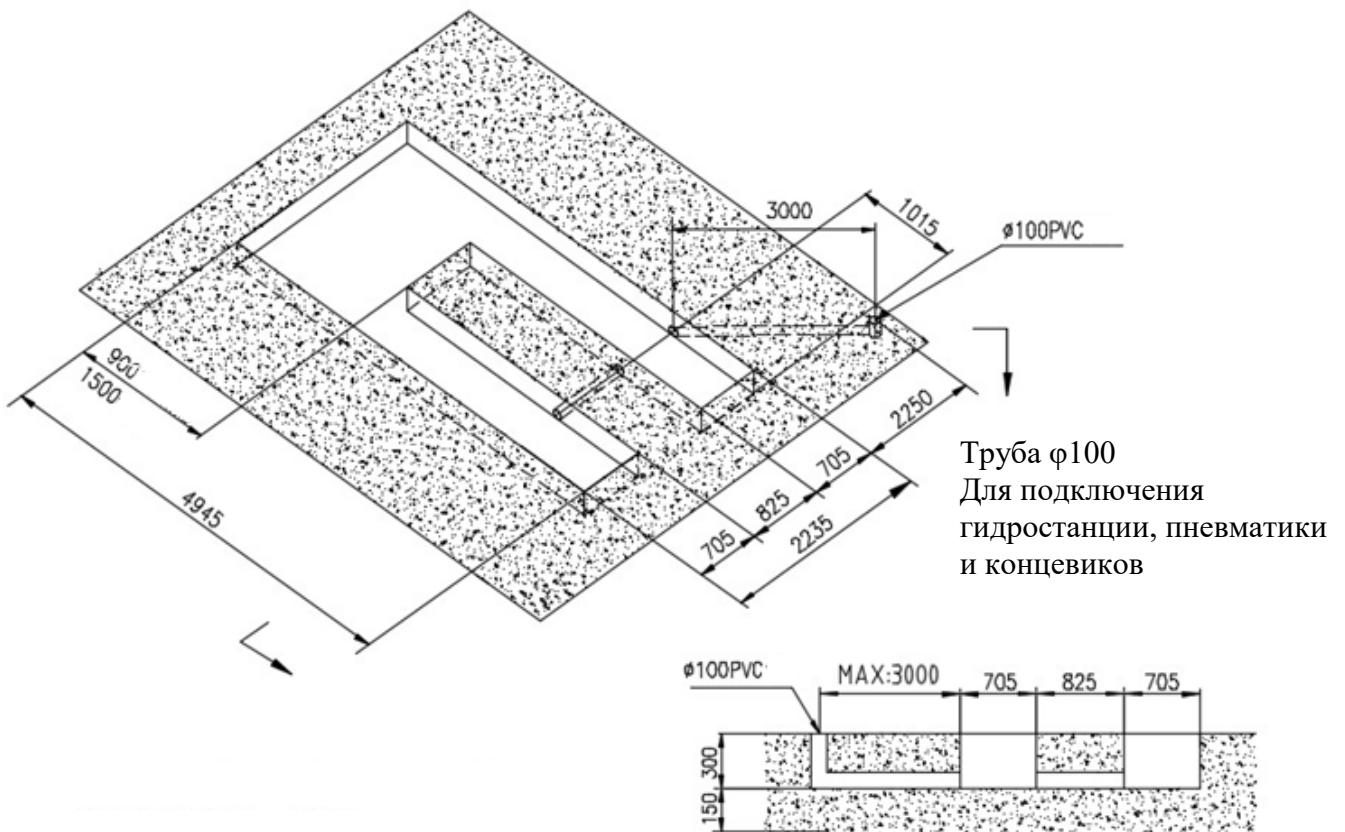 3000
1015
ø100PVC
900
1500
4945
2250
705
825
705
2235
Труба φ100
Для подключения
гидростанции, пневматики
и концевиков
ø100PVC
MAX:3000
705
825
705
300
150